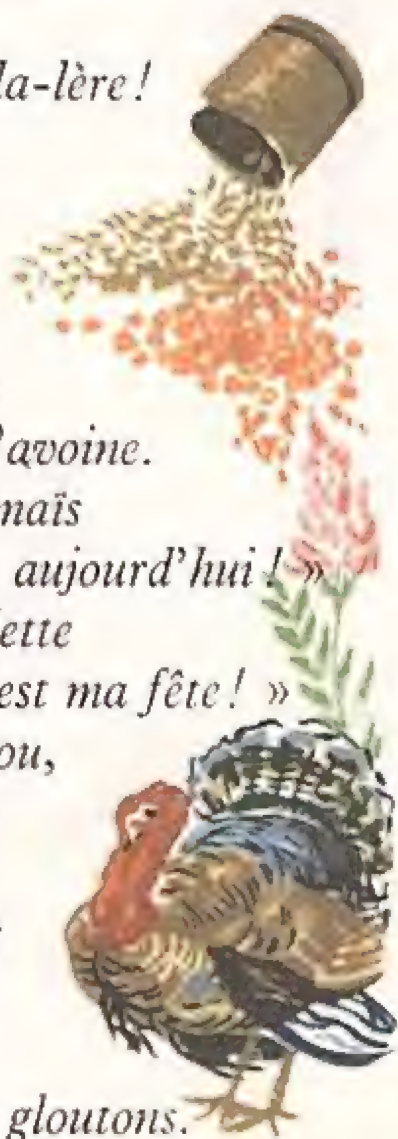 la-lère !
avoine.
maïs
aujourd'hui ! »
ette
est ma fête ! »
ou,
gloutons.